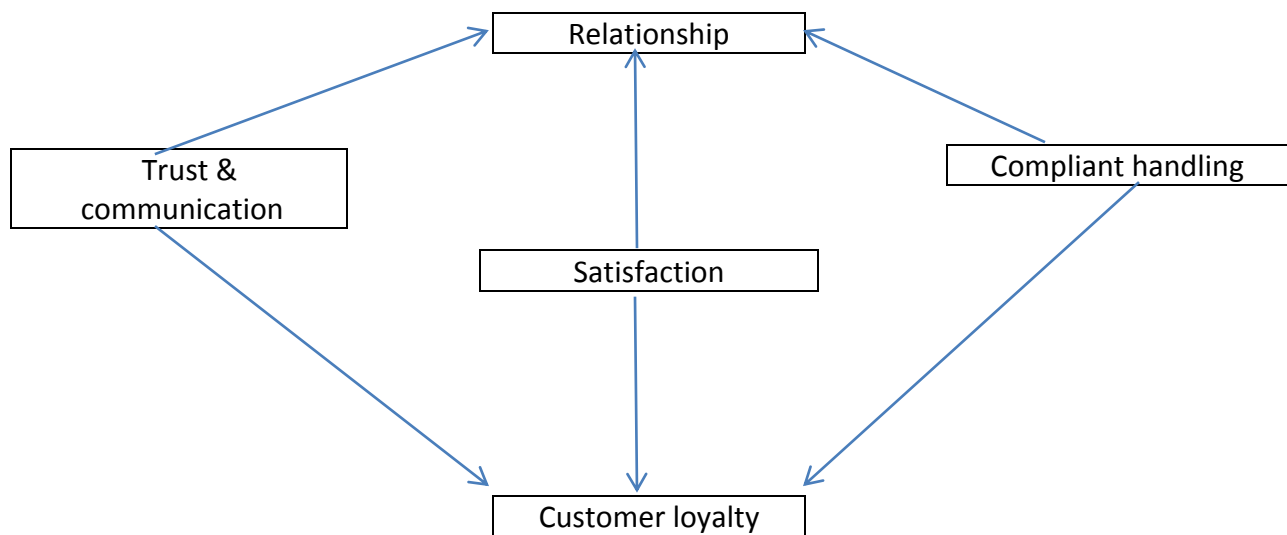 Relationship
Trust &
communication
Compliant handling
Satisfaction
Customer loyalty